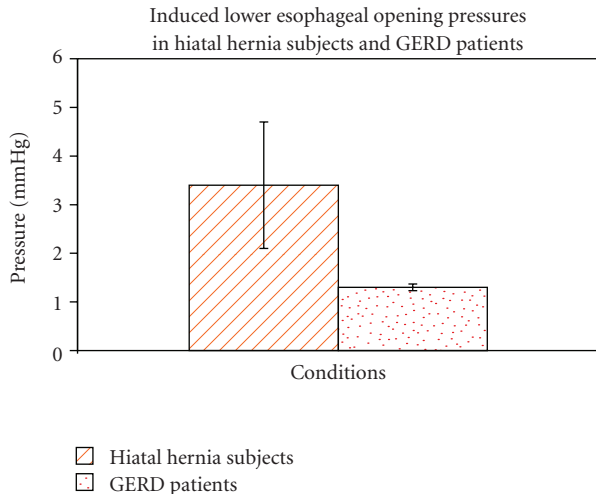 Induced lower esophageal opening pressures
in hiatal hernia subjects and GERD patients
6
5
4
3
2
1
0
Pressure (mmHg)
Conditions
Hiatal hernia subjects
GERD patients